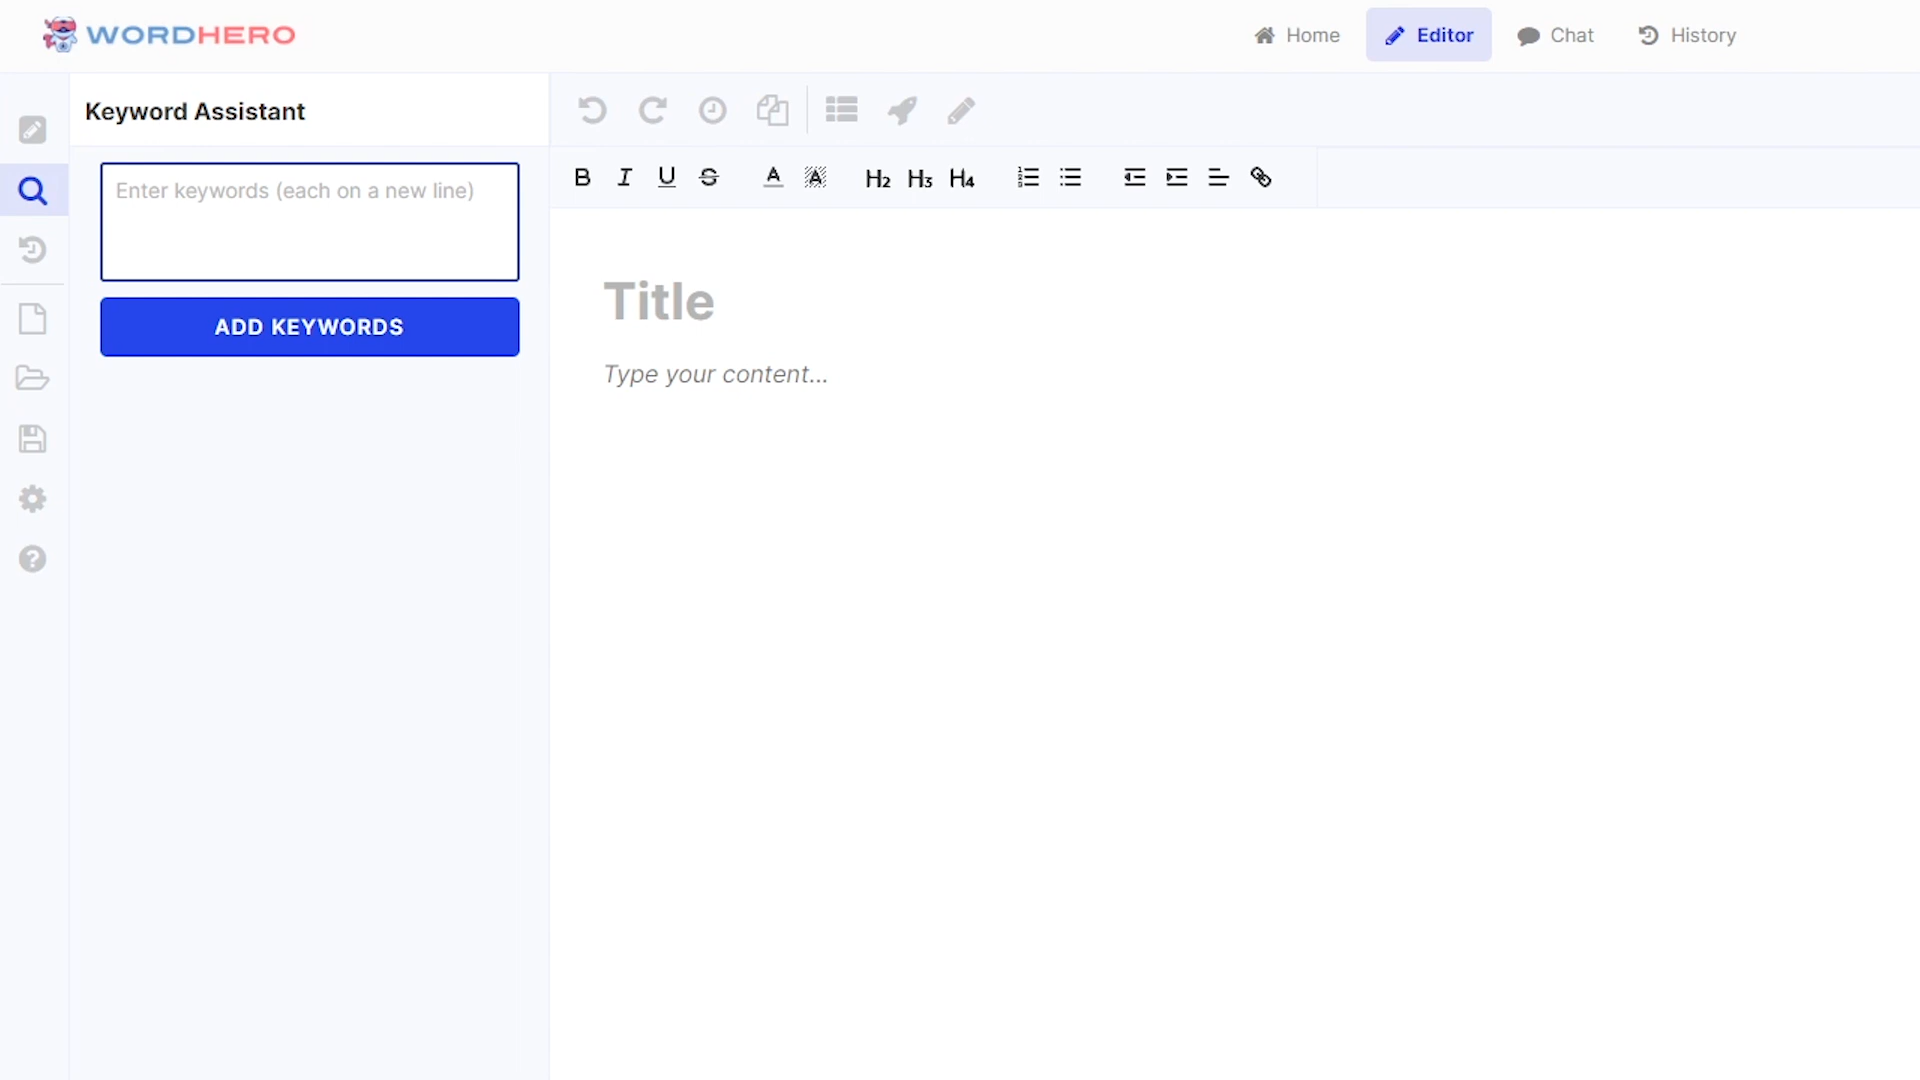 WORDHERO
Home
Editor
Chat
History
Keyword Assistant
B I U S A A H2 H3 H4
Enter keywords (each on a new line)
ADD KEYWORDS
Title
Type your content...